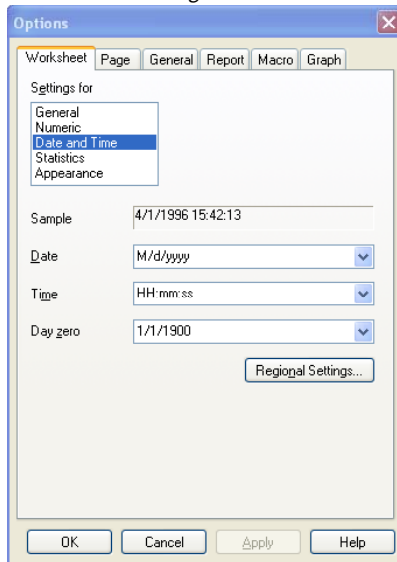 Options
Worksheet Page General Report Macro Graph
Settings for
General
Numeric
Date and Time
Statistics
Appearance
Sample 4/1/1996 15:42:13
Date M/d/yyyy
Time HH:mm:ss
Day zero 1/1/1900
Regional Settings...
OK Cancel Apply Help